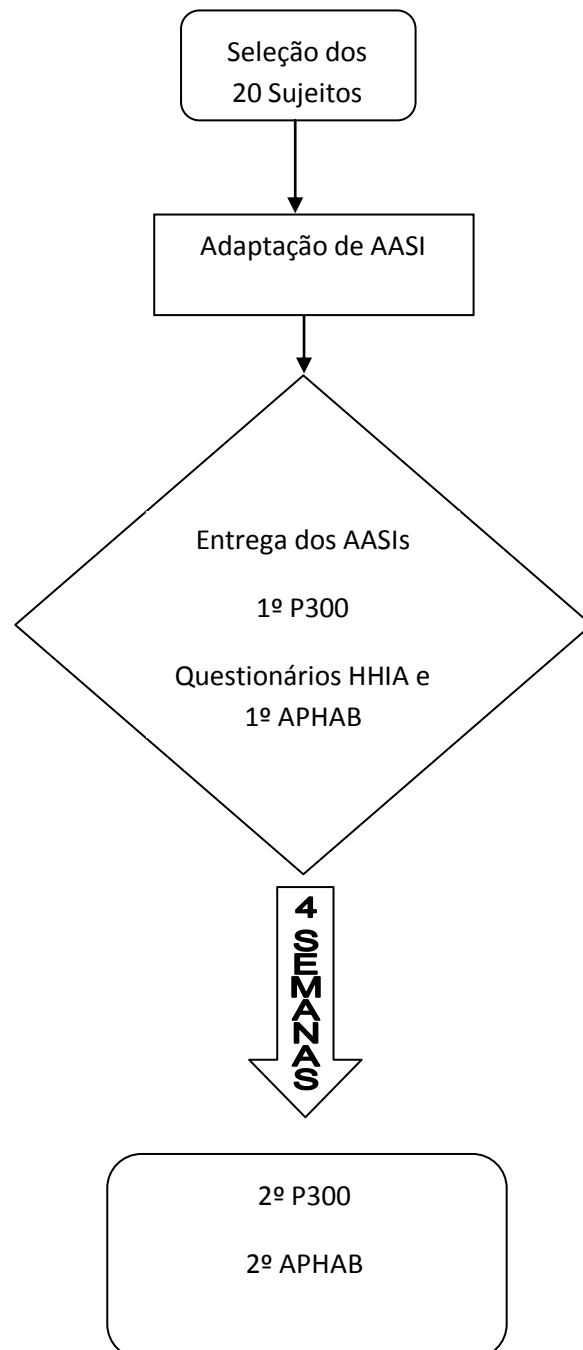 Seleção dos
20 Sujeitos
Adaptação de AASI
Entrega dos AASIs
1º P300
Questionários HHIA e
1º APHAB
4 SEMANAS
2º P300
2º APHAB